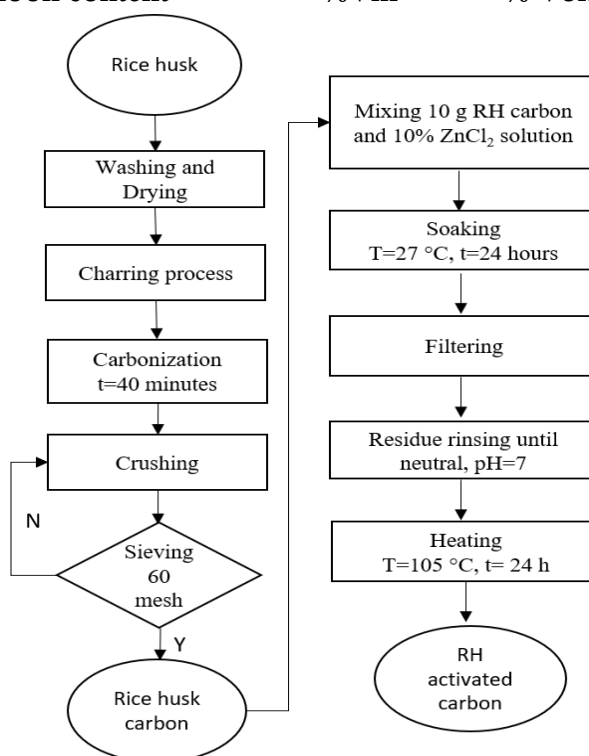 Rice husk
Washing and
Drying
Charring process
Carbonization
t=40 minutes
Crushing
N
Sieving
60
mesh
Y
Rice husk
carbon
Mixing 10 g RH carbon
and 10% ZnCl₂ solution
Soaking
T=27 °C, t=24 hours
Filtering
Residue rinsing until
neutral, pH=7
Heating
T=105 °C, t= 24 h
RH
activated
carbon